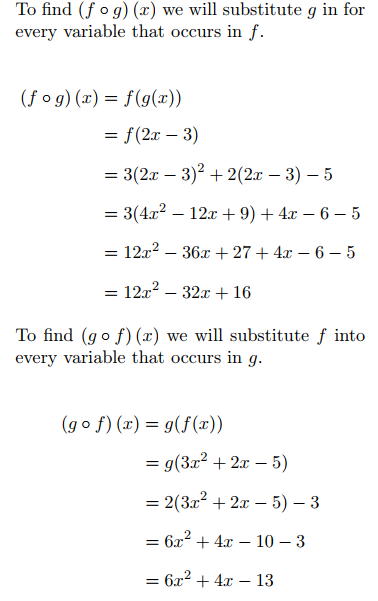 To find (f ∘ g) (x) we will substitute g in for
every variable that occurs in f.
(f ∘ g) (x) = f(g(x))
= f(2x − 3)
= 3(2x − 3)² + 2(2x − 3) − 5
= 3(4x² − 12x + 9) + 4x − 6 − 5
= 12x² − 36x + 27 + 4x − 6 − 5
= 12x² − 32x + 16
To find (g ∘ f) (x) we will substitute f into
every variable that occurs in g.
(g ∘ f) (x) = g(f(x))
= g(3x² + 2x − 5)
= 2(3x² + 2x − 5) − 3
= 6x² + 4x − 10 − 3
= 6x² + 4x − 13